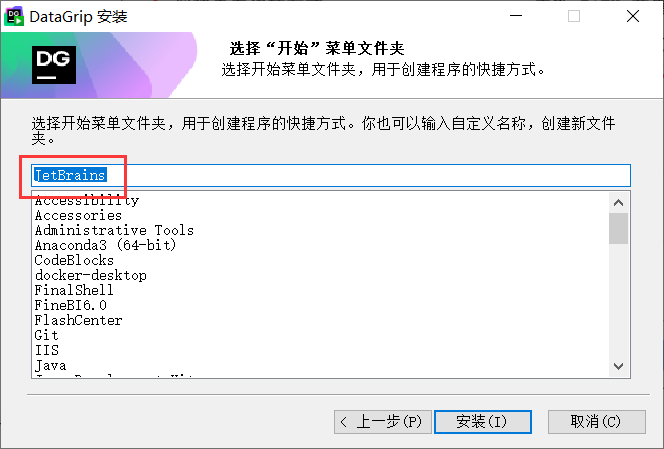 DataGrip 安装
DG
选择“开始”菜单文件夹
选择开始菜单文件夹，用于创建程序的快捷方式。
选择开始菜单文件夹，用于创建程序的快捷方式。你也可以输入自定义名称，创建新文件
夹。
JetBrains
Accessibility
Accessories
Administrative Tools
Anaconda3 (64-bit)
CodeBlocks
docker-desktop
FinalShell
FineBI6.0
FlashCenter
Git
IIS
Java
< 上一步(P)
安装(I)
取消(C)